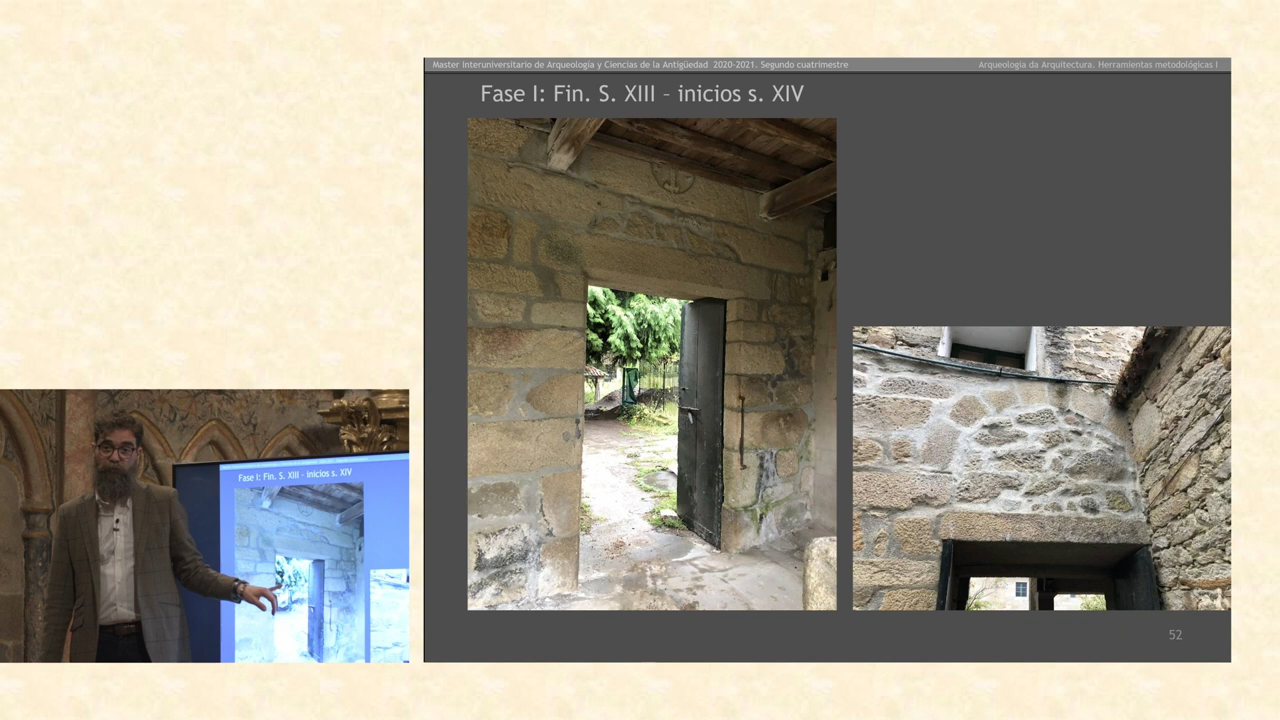 Master Interuniversitario de Arqueología y Ciencias de la Antigüedad 2020-2021. Segundo cuatrimestre
Arqueologia da Arquitectura. Herramientas metodológicas I
Fase I: Fin. S. XIII – inicios s. XIV
Fase I: Fin. S. XIII – inicios s. XIV
52